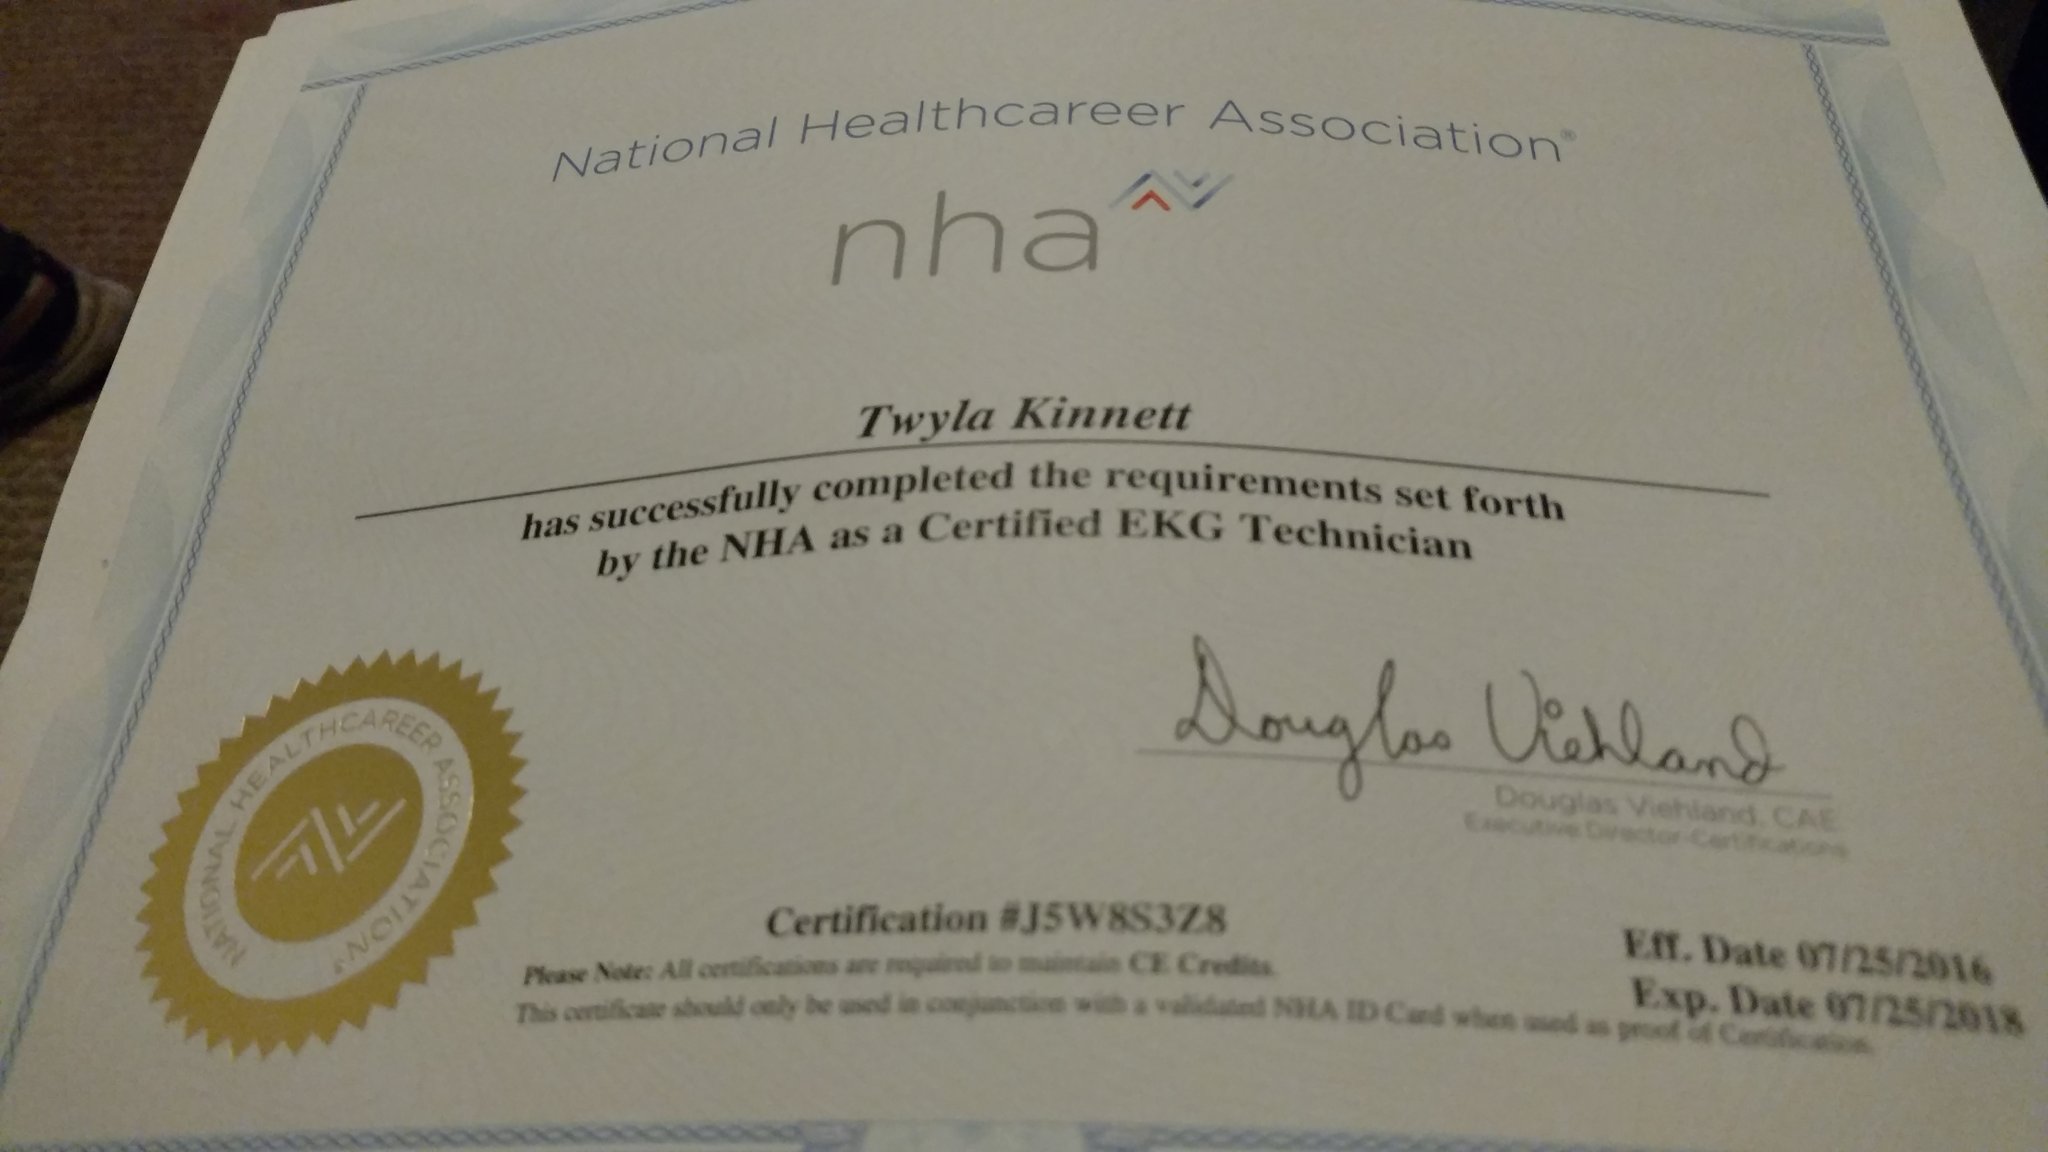 National Healthcareer Association®
nha
Twyla Kinnett
has successfully completed the requirements set forth
by the NHA as a Certified EKG Technician
Douglas Viehland
Douglas Viehland, CAE
Executive Director-Certifications
NATIONAL HEALTHCAREER ASSOCIATION
Certification #J5W8S3Z8
Eff. Date 07/25/2016
Please Note: All certifications are required to maintain CE Credits.
Exp. Date 07/25/2018
This certificate should only be used in conjunction with a validated NHA ID Card when used as proof of Certification.